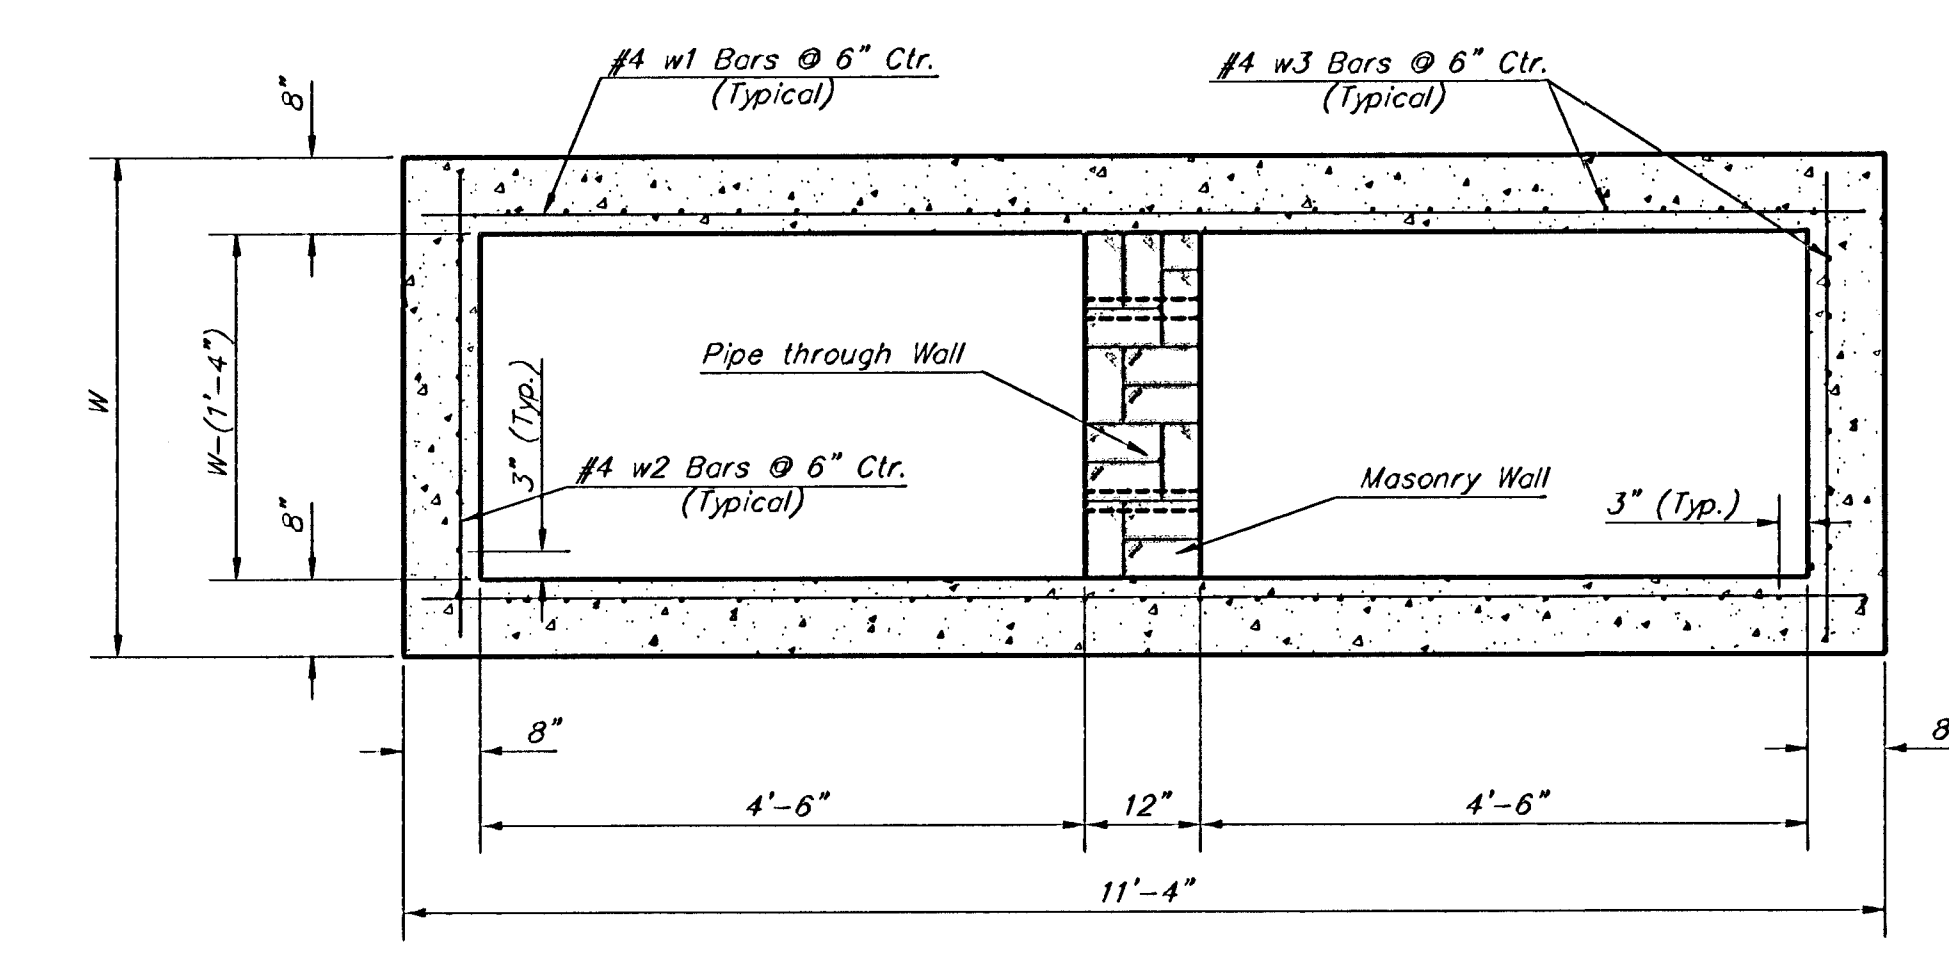 #4 w1 Bars @ 6" Ctr.
(Typical)
#4 w3 Bars @ 6" Ctr.
(Typical)
8"
W
W-(1'-4")
8"
Pipe through Wall
3" (Typ.)
#4 w2 Bars @ 6" Ctr.
(Typical)
Masonry Wall
3" (Typ.)
8"
8
4'-6"
12"
4'-6"
11'-4"